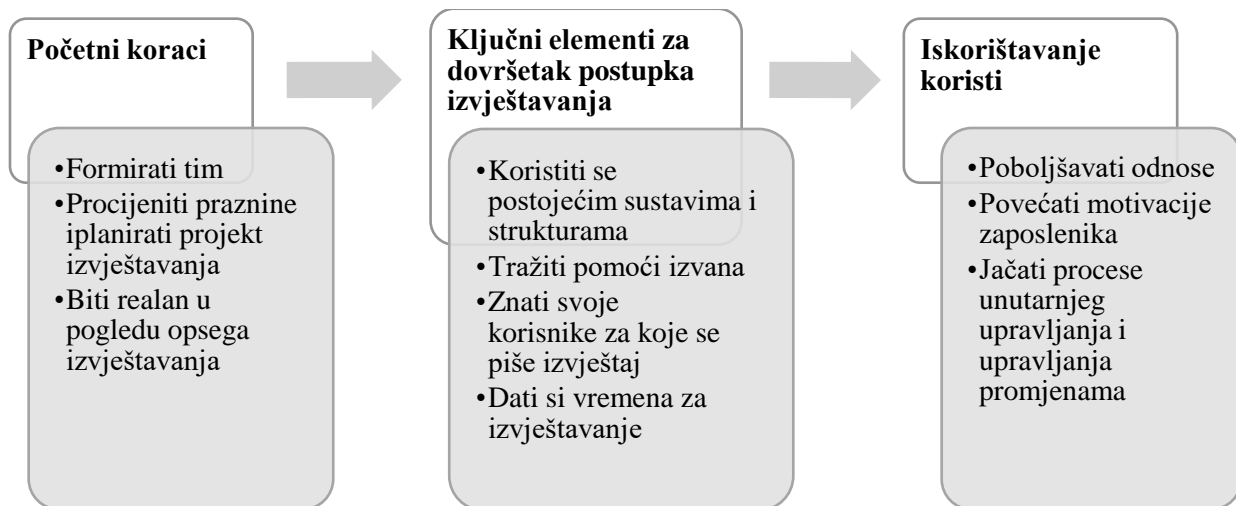 Početni koraci
•Formirati tim
•Procijeniti praznine
iplanirati projekt
izvještavanja
•Biti realan u
pogledu opsega
izvještavanja
Ključni elementi za
dovršetak postupka
izvještavanja
•Koristiti se
postojećim sustavima i
strukturama
•Tražiti pomoći izvana
•Znati svoje
korisnike za koje se
piše izvještaj
•Dati si vremena za
izvještavanje
Iskorištavanje
koristi
•Poboljšavati odnose
•Povećati motivacije
zaposlenika
•Jačati procese
unutarnjeg
upravljanja i
upravljanja
promjenama